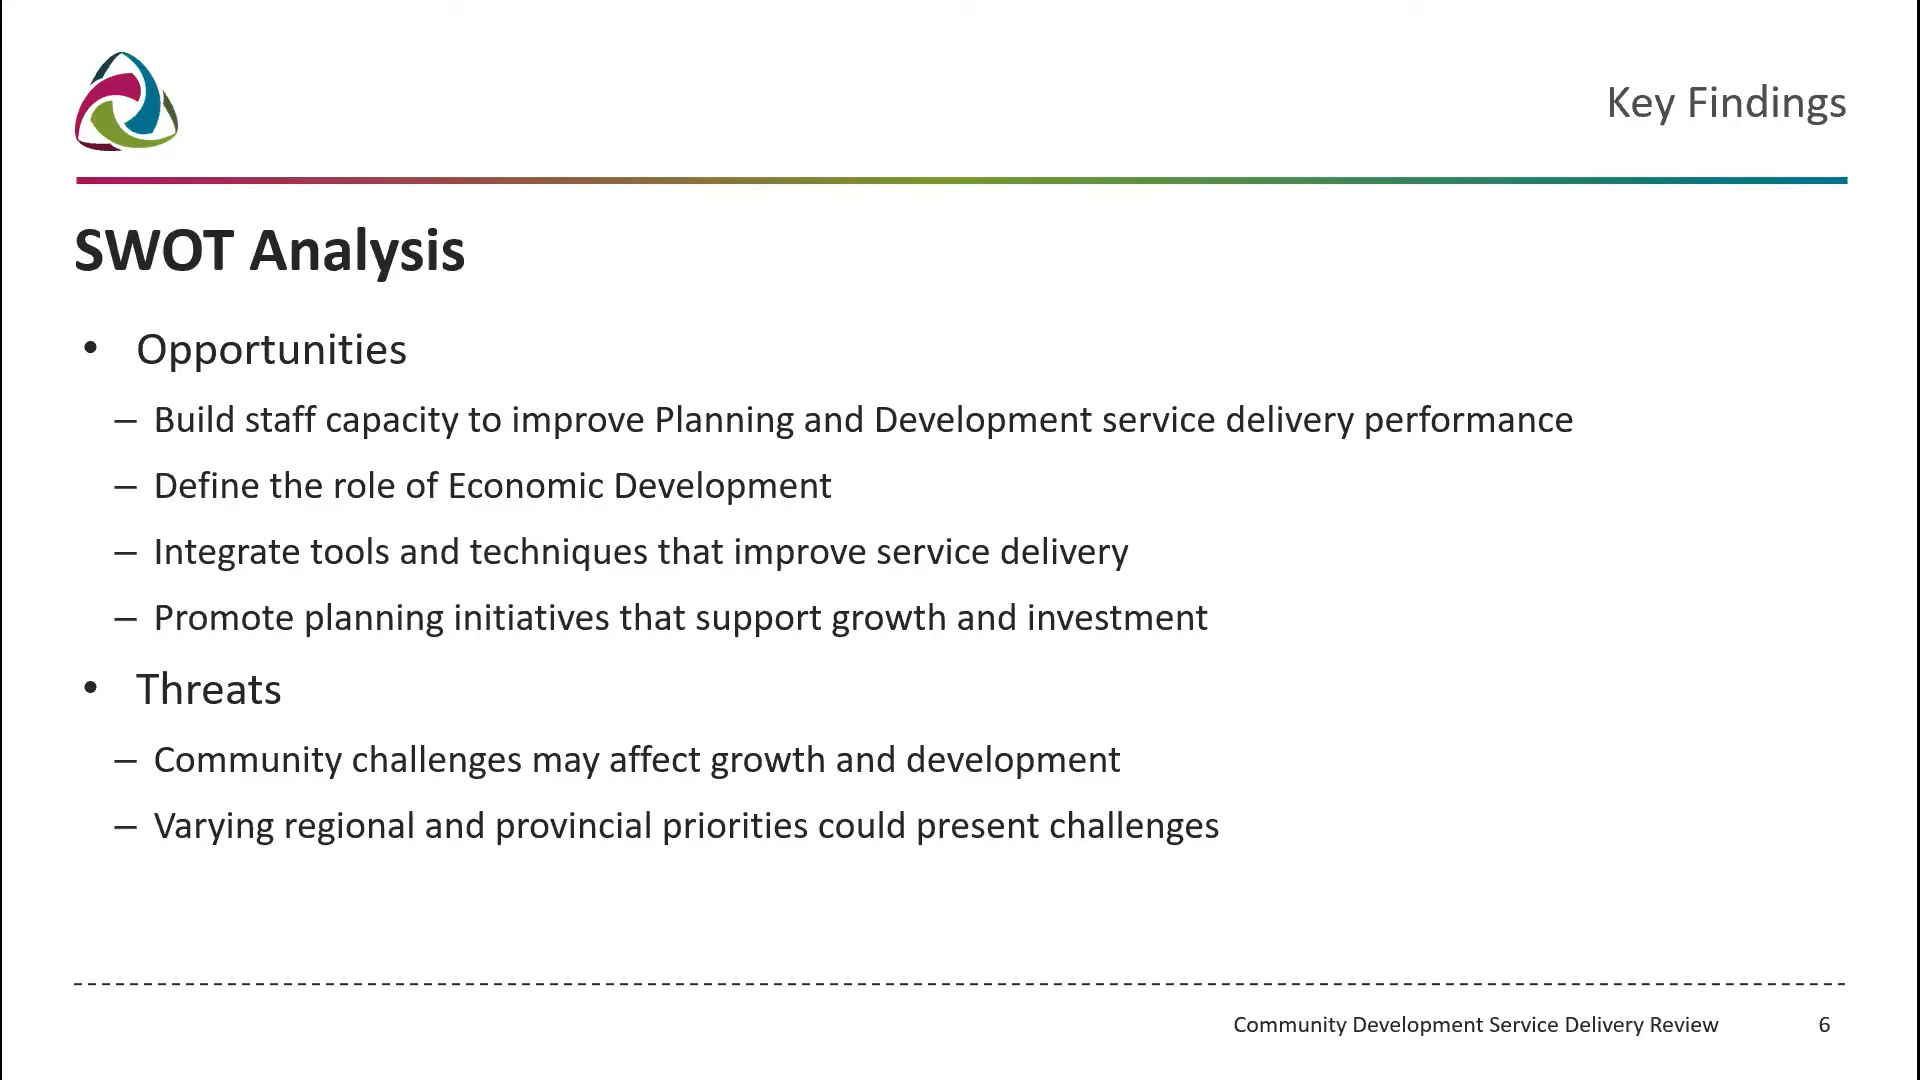 Key Findings
SWOT Analysis
• Opportunities
– Build staff capacity to improve Planning and Development service delivery performance
– Define the role of Economic Development
– Integrate tools and techniques that improve service delivery
– Promote planning initiatives that support growth and investment
• Threats
– Community challenges may affect growth and development
– Varying regional and provincial priorities could present challenges
Community Development Service Delivery Review 6